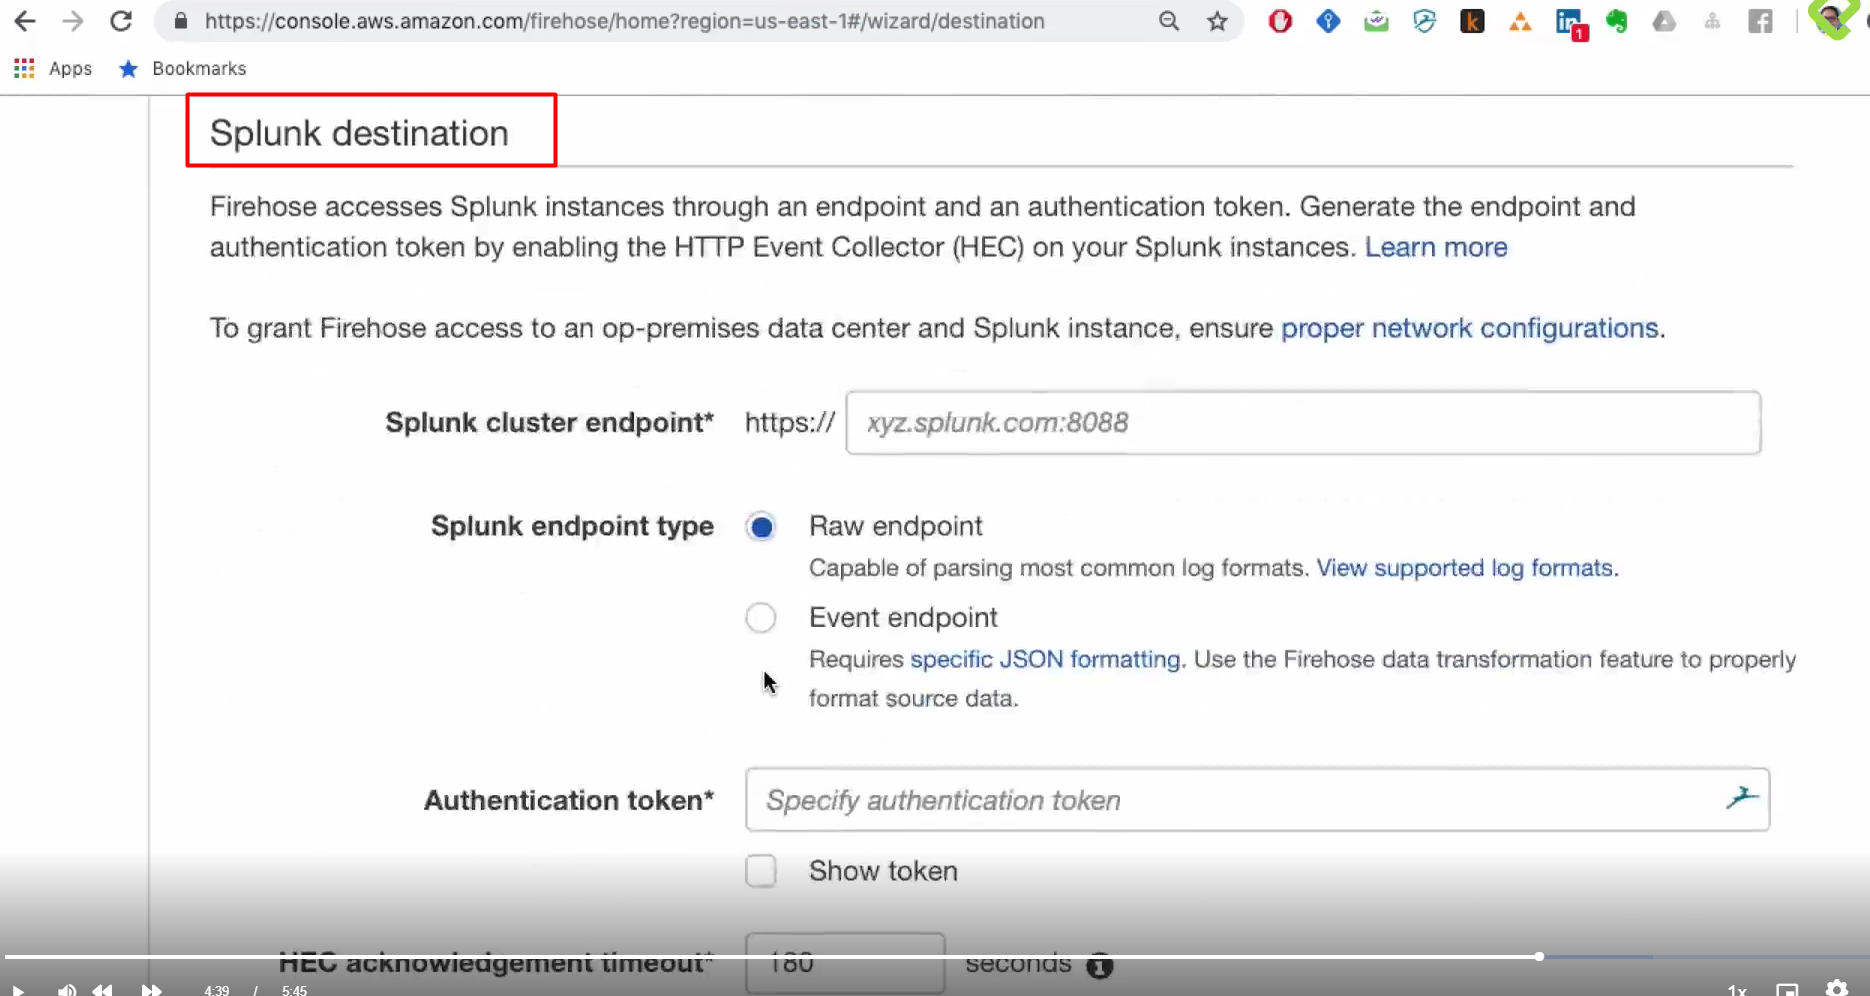 https://console.aws.amazon.com/firehose/home?region=us-east-1#/wizard/destination
1
Apps
Bookmarks
Splunk destination
Firehose accesses Splunk instances through an endpoint and an authentication token. Generate the endpoint and
authentication token by enabling the HTTP Event Collector (HEC) on your Splunk instances. Learn more
To grant Firehose access to an op-premises data center and Splunk instance, ensure proper network configurations.
Splunk cluster endpoint* https:// xyz.splunk.com:8088
Splunk endpoint type Raw endpoint
Capable of parsing most common log formats. View supported log formats.
Event endpoint
Requires specific JSON formatting. Use the Firehose data transformation feature to properly
format source data.
Authentication token* Specify authentication token
Show token
HEC acknowledgement timeout* 180 seconds
4:39 / 5:45 1x